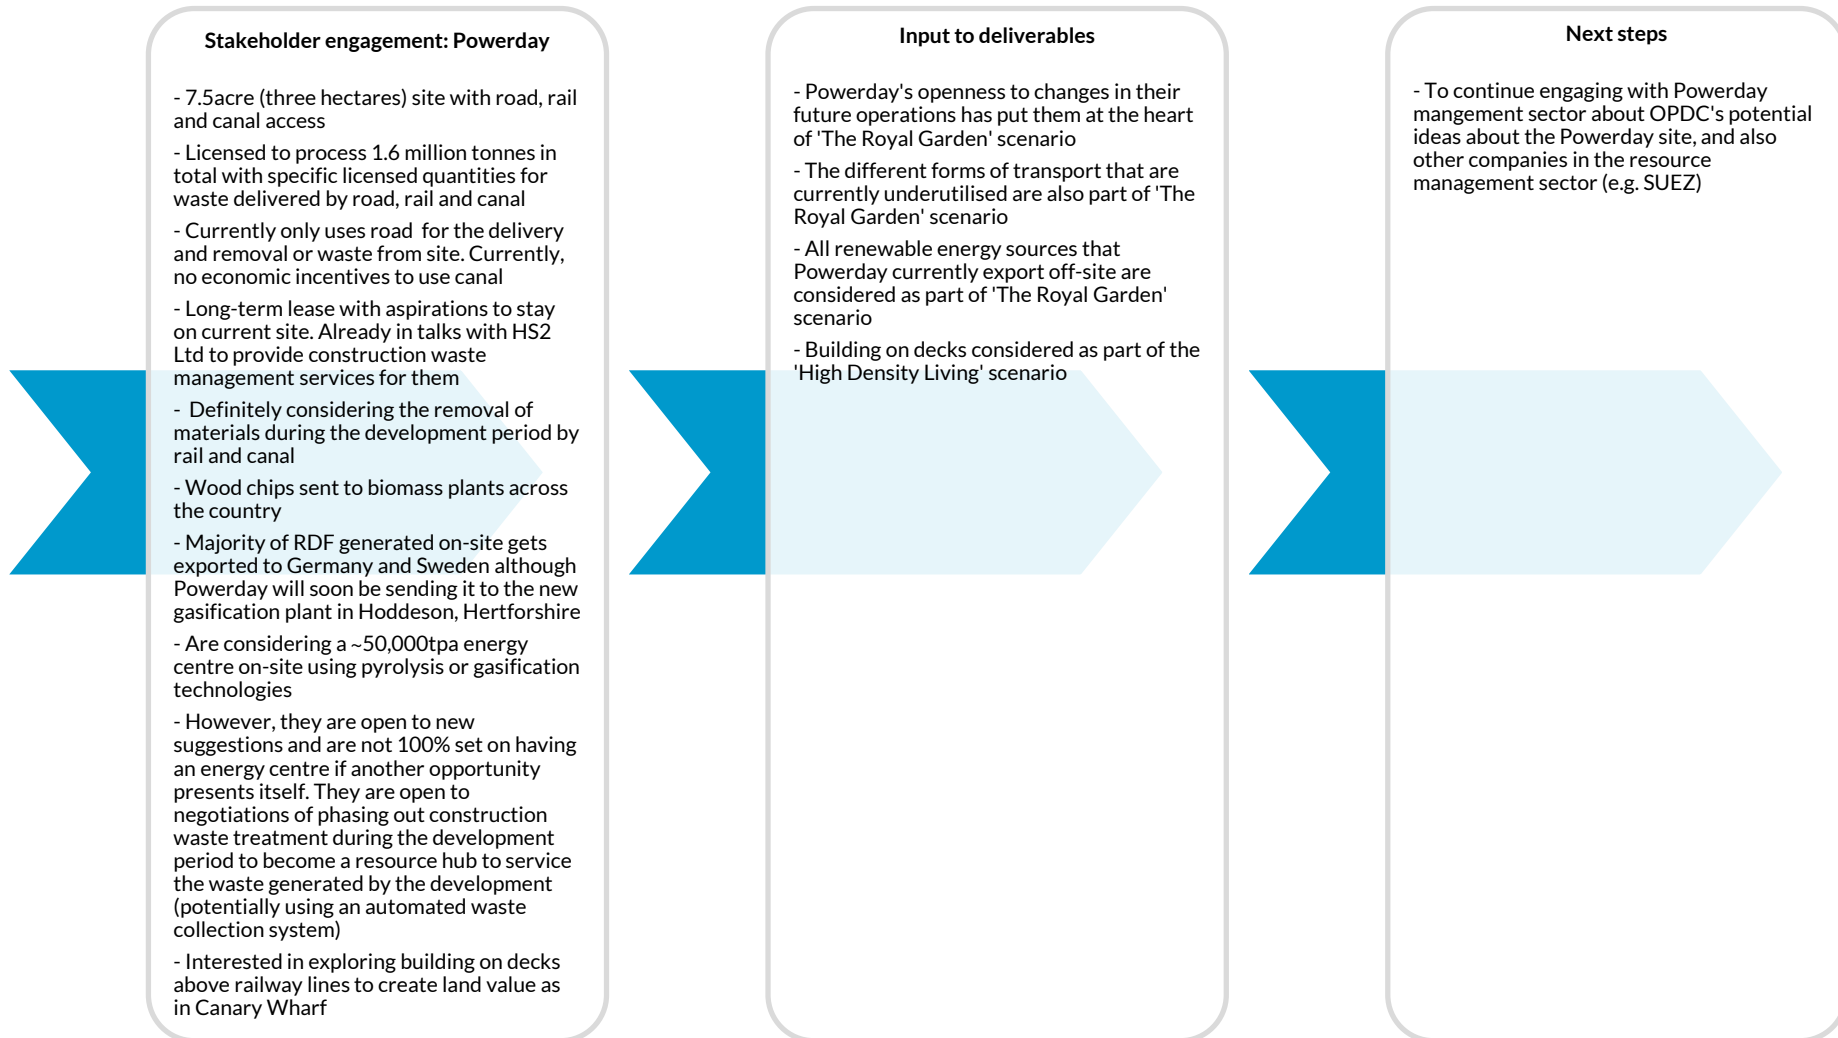 Stakeholder engagement: Powerday
- 7.5acre (three hectares) site with road, rail
and canal access
- Licensed to process 1.6 million tonnes in
total with specific licensed quantities for
waste delivered by road, rail and canal
- Currently only uses road  for the delivery
and removal or waste from site. Currently,
no economic incentives to use canal
- Long-term lease with aspirations to stay
on current site. Already in talks with HS2
Ltd to provide construction waste
management services for them
-  Definitely considering the removal of
materials during the development period by
rail and canal
- Wood chips sent to biomass plants across
the country
- Majority of RDF generated on-site gets
exported to Germany and Sweden although
Powerday will soon be sending it to the new
gasification plant in Hoddeson, Hertforshire
- Are considering a ~50,000tpa energy
centre on-site using pyrolysis or gasification
technologies
- However, they are open to new
suggestions and are not 100% set on having
an energy centre if another opportunity
presents itself. They are open to
negotiations of phasing out construction
waste treatment during the development
period to become a resource hub to service
the waste generated by the development
(potentially using an automated waste
collection system)
- Interested in exploring building on decks
above railway lines to create land value as
in Canary Wharf
Input to deliverables
- Powerday's openness to changes in their
future operations has put them at the heart
of 'The Royal Garden' scenario
- The different forms of transport that are
currently underutilised are also part of 'The
Royal Garden' scenario
- All renewable energy sources that
Powerday currently export off-site are
considered as part of 'The Royal Garden'
scenario
- Building on decks considered as part of the
'High Density Living' scenario
Next steps
- To continue engaging with Powerday
mangement sector about OPDC's potential
ideas about the Powerday site, and also
other companies in the resource
management sector (e.g. SUEZ)